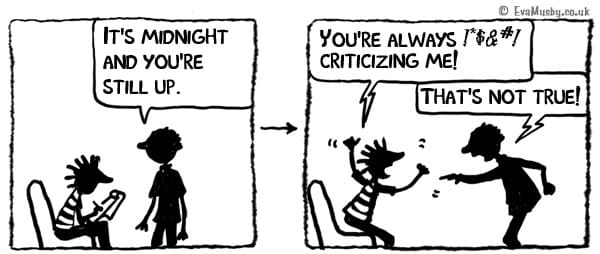 © EvaMusby.co.uk
IT'S MIDNIGHT
AND YOU'RE
STILL UP.
YOU'RE ALWAYS !*$&#!
CRITICIZING ME!
THAT'S NOT TRUE!